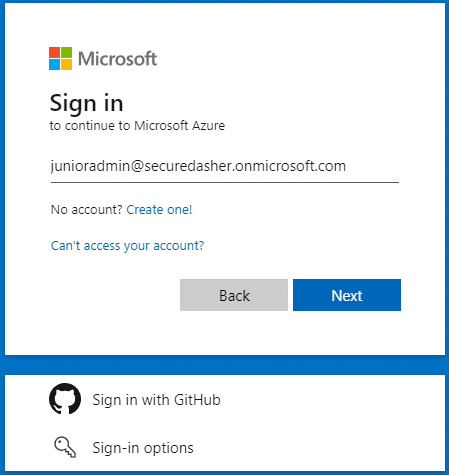 Microsoft
Sign in
to continue to Microsoft Azure
junioradmin@securedasher.onmicrosoft.com
No account? Create one!
Can't access your account?
Back Next
Sign in with GitHub
Sign-in options